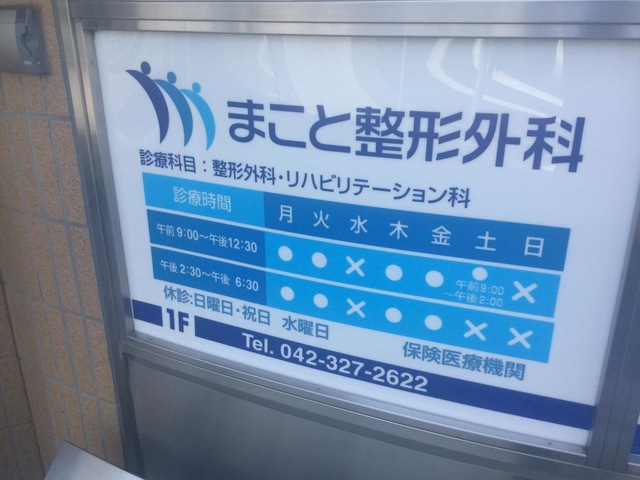 まこと整形外科
診療科目：整形外科・リハビリテーション科
診療時間 月 火 水 木 金 土 日
午前 9:00～午後12:30 ● ● × ● ● ● 午前9:00～午後2:00 ×
午後 2:30～午後 6:30 ● ● × ● ● × ×
休診:日曜日・祝日 水曜日 保険医療機関
1F
Tel. 042-327-2622